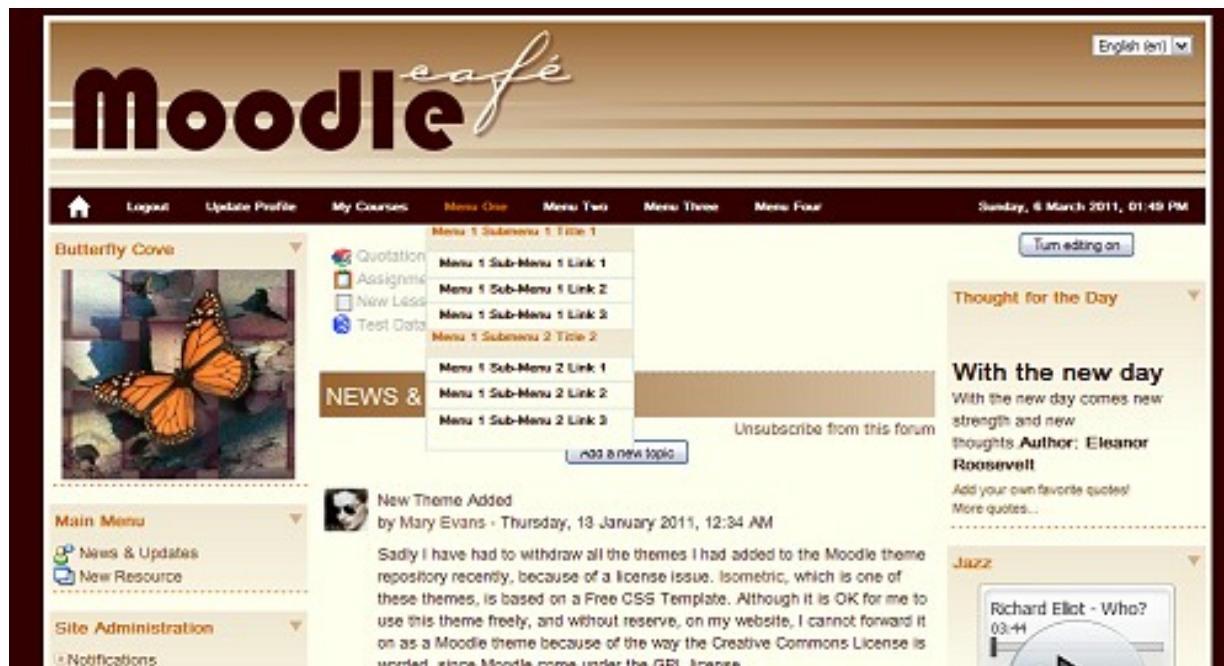 Moodle café
English (en)
Logout Update Profile My Courses Menu One Menu Two Menu Three Menu Four Sunday, 6 March 2011, 01:49 PM
Butterfly Cove
Main Menu
News & Updates
New Resource
Site Administration
Notifications
Quotation
Assignme
New Less
Test Data
Menu 1 Submenu 1 Title 1
Menu 1 Sub-Menu 1 Link 1
Menu 1 Sub-Menu 1 Link 2
Menu 1 Sub-Menu 1 Link 3
Menu 1 Submenu 2 Title 2
Menu 1 Sub-Menu 2 Link 1
Menu 1 Sub-Menu 2 Link 2
Menu 1 Sub-Menu 2 Link 3
NEWS &
Unsubscribe from this forum
Add a new topic
New Theme Added
by Mary Evans - Thursday, 13 January 2011, 12:34 AM
Sadly I have had to withdraw all the themes I had added to the Moodle theme
repository recently, because of a license issue. Isometric, which is one of
these themes, is based on a Free CSS Template. Although it is OK for me to
use this theme freely, and without reserve, on my website, I cannot forward it
on as a Moodle theme because of the way the Creative Commons License is
worded, since Moodle come under the GPL license
Turn editing on
Thought for the Day
With the new day
With the new day comes new
strength and new
thoughts.Author: Eleanor
Roosevelt
Add your own favorite quotes!
More quotes...
Jazz
Richard Elliot - Who?
03:44